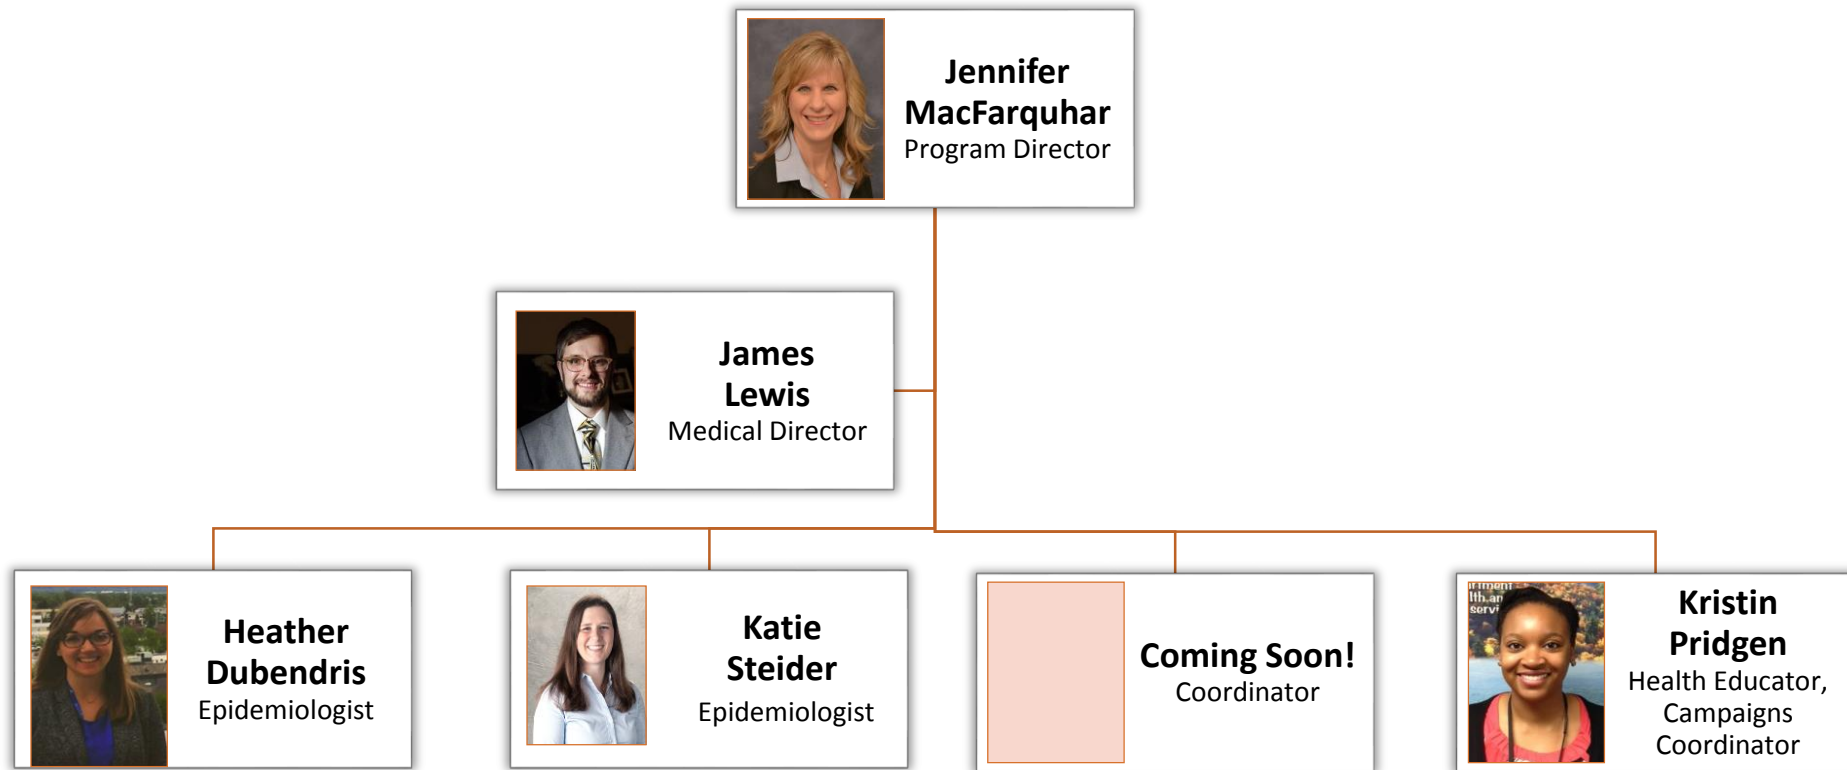 Jennifer
MacFarquhar
Program Director
James
Lewis
Medical Director
Heather
Dubendris
Epidemiologist
Katie
Steider
Epidemiologist
Coming Soon!
Coordinator
Kristin
Pridgen
Health Educator,
Campaigns
Coordinator